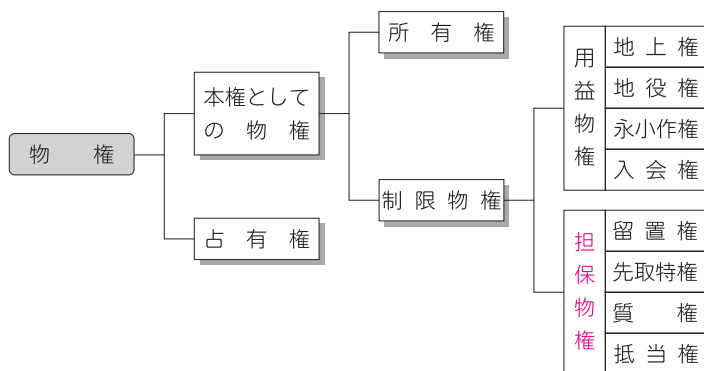 物権
本権として
の物権
占有権
所有権
制限物権
用益物権
地上権
地役権
永小作権
入会権
担保物権
留置権
先取特権
質権
抵当権